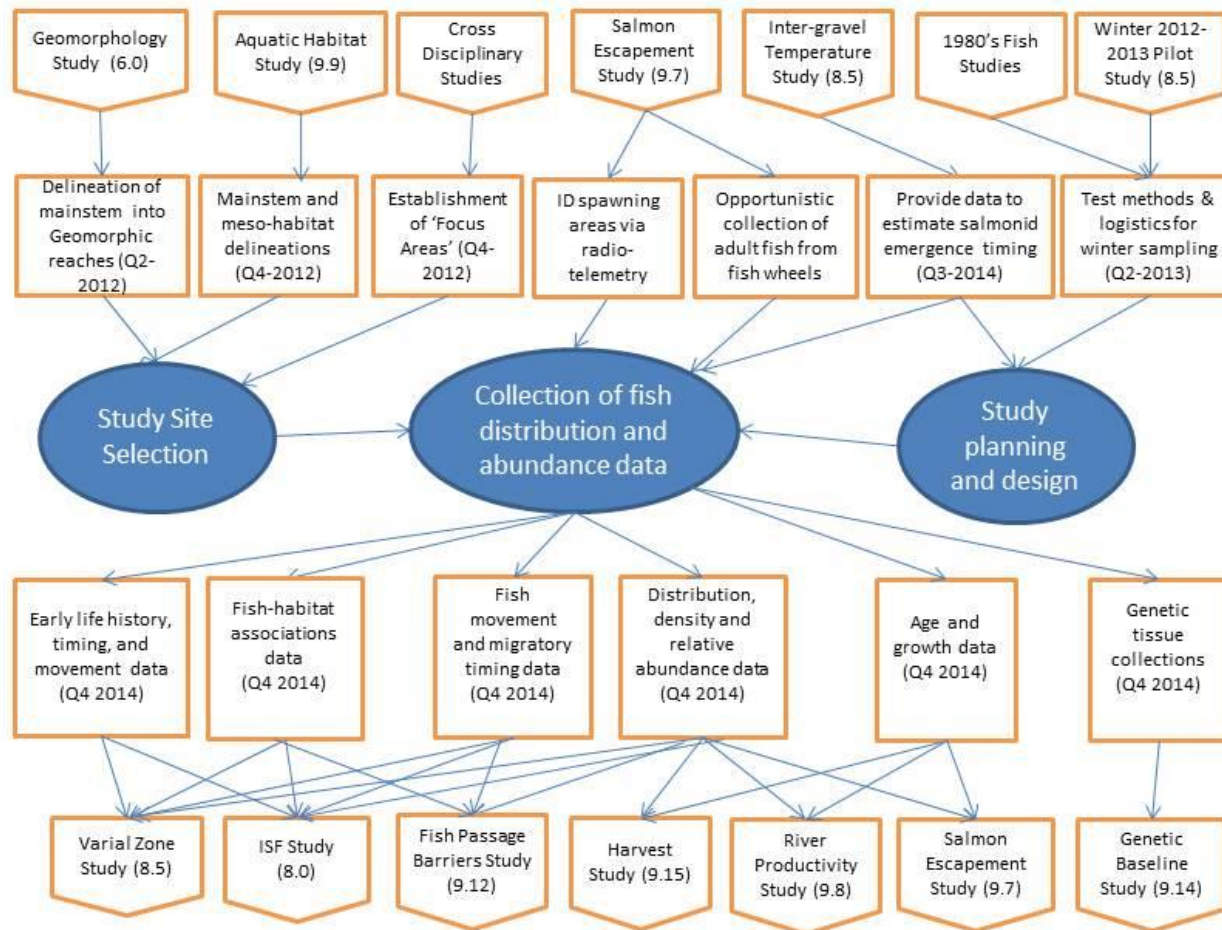 Geomorphology
Study (6.0)
Aquatic Habitat
Study (9.9)
Cross
Disciplinary
Studies
Salmon
Escapement
Study (9.7)
Inter-gravel
Temperature
Study (8.5)
1980's Fish
Studies
Winter 2012-
2013 Pilot
Study (8.5)
Delineation of
mainstem into
Geomorphic
reaches (Q2-
2012)
Mainstem and
meso-habitat
delineations
(Q4-2012)
Establishment of
‘Focus
Areas’ (Q4-
2012)
ID spawning
areas via
radio-
telemetry
Opportunistic
collection of
adult fish from
fish wheels
Provide data to
estimate salmonid
emergence timing
(Q3-2014)
Test methods &
logistics for
winter sampling
(Q2-2013)
Study Site
Selection
Collection of fish
distribution and
abundance data
Study
planning
and design
Early life history,
timing, and
movement data
(Q4 2014)
Fish-habitat
associations
data
(Q4 2014)
Fish
movement
and migratory
timing data
(Q4 2014)
Distribution,
density and
relative
abundance data
(Q4 2014)
Age and
growth data
(Q4 2014)
Genetic
tissue
collections
(Q4 2014)
Varial Zone
Study (8.5)
ISF Study
(8.0)
Fish Passage
Barriers Study
(9.12)
Harvest
Study (9.15)
River
Productivity
Study (9.8)
Salmon
Escapement
Study (9.7)
Genetic
Baseline
Study (9.14)